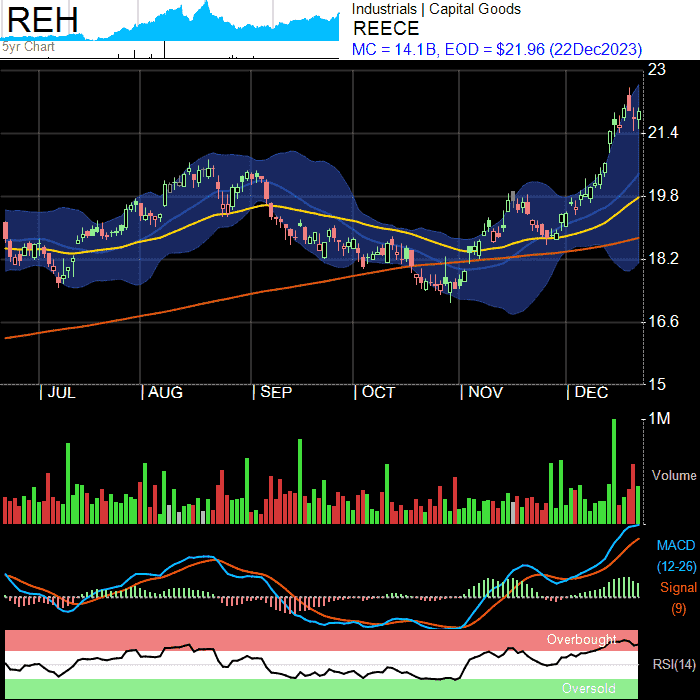 REH
5yr Chart
Industrials | Capital Goods
REECE
MC = 14.1B, EOD = $21.96 (22Dec2023)
23
21.4
19.8
18.2
16.6
15
JUL AUG SEP OCT NOV DEC
1M
Volume
MACD
(12-26)
Signal
(9)
Overbought
RSI(14)
Oversold